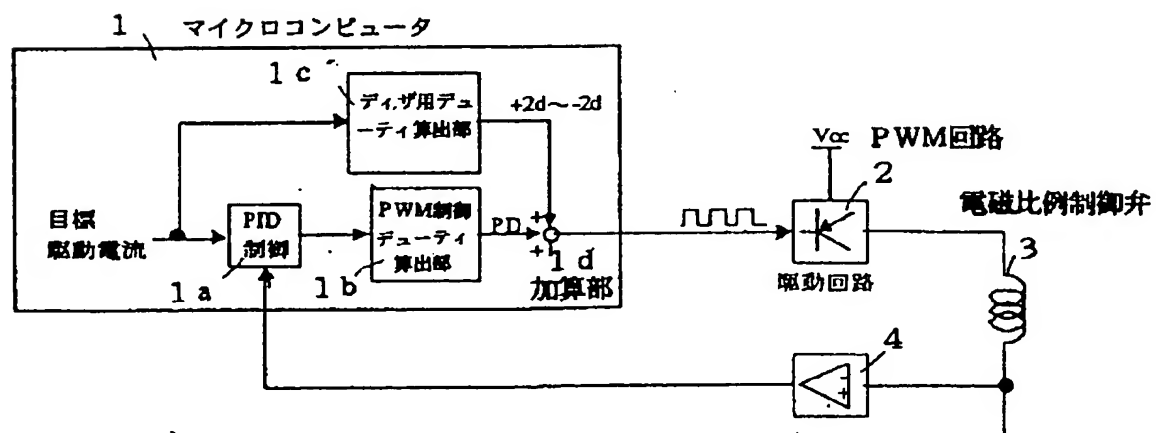 1 マイクロコンピュータ
1c
ディザ用デュ
ーティ算出部
+2d～-2d
Vcc PWM回路
2
電磁比例制御弁
目標
駆動電流
PID
制御
PWM制御
デューティ
算出部
PD
+
+
1a
1b
1d
加算部
駆動回路
3
4
-
+